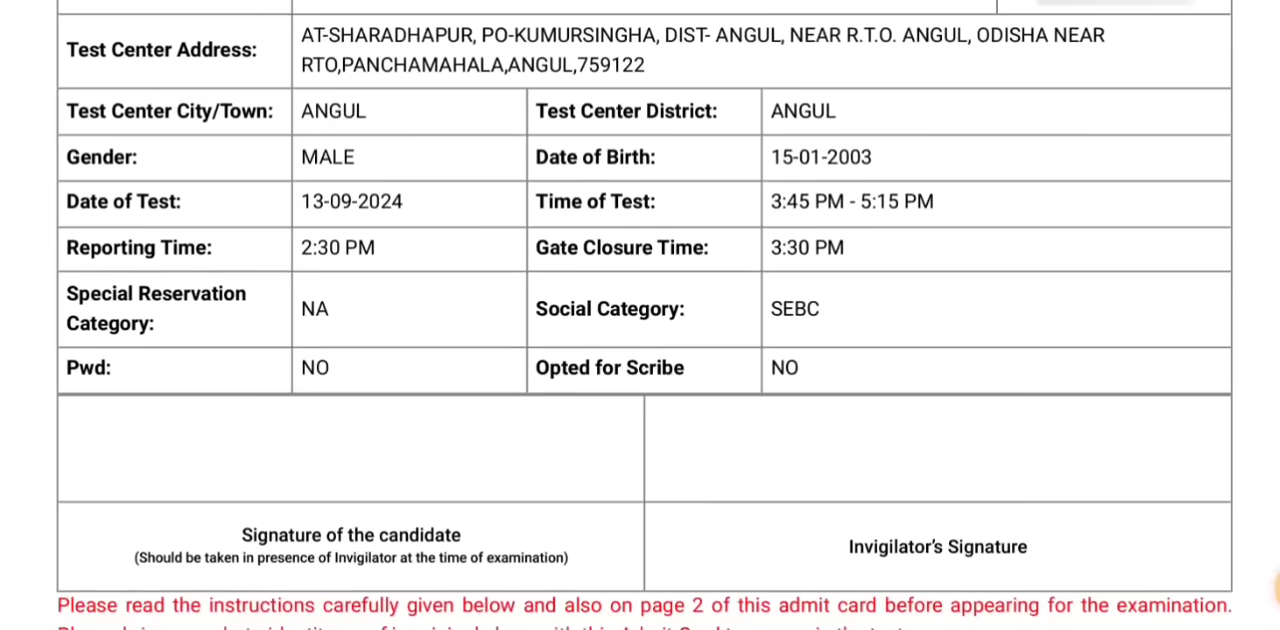 Test Center Address:
AT-SHARADHAPUR, PO-KUMURSINGHA, DIST- ANGUL, NEAR R.T.O. ANGUL, ODISHA NEAR
RTO,PANCHAMAHALA,ANGUL,759122
Test Center City/Town: ANGUL Test Center District: ANGUL
Gender: MALE Date of Birth: 15-01-2003
Date of Test: 13-09-2024 Time of Test: 3:45 PM - 5:15 PM
Reporting Time: 2:30 PM Gate Closure Time: 3:30 PM
Special Reservation
Category:
NA Social Category: SEBC
Pwd: NO Opted for Scribe NO
Signature of the candidate
(Should be taken in presence of Invigilator at the time of examination)
Invigilator's Signature
Please read the instructions carefully given below and also on page 2 of this admit card before appearing for the examination.